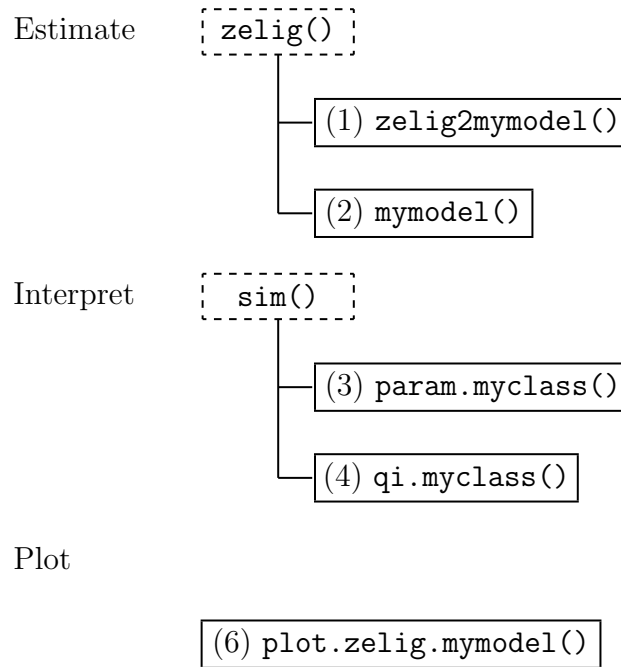 Estimate zelig()
(1) zelig2mymodel()
(2) mymodel()
Interpret sim()
(3) param.myclass()
(4) qi.myclass()
Plot
(6) plot.zelig.mymodel()